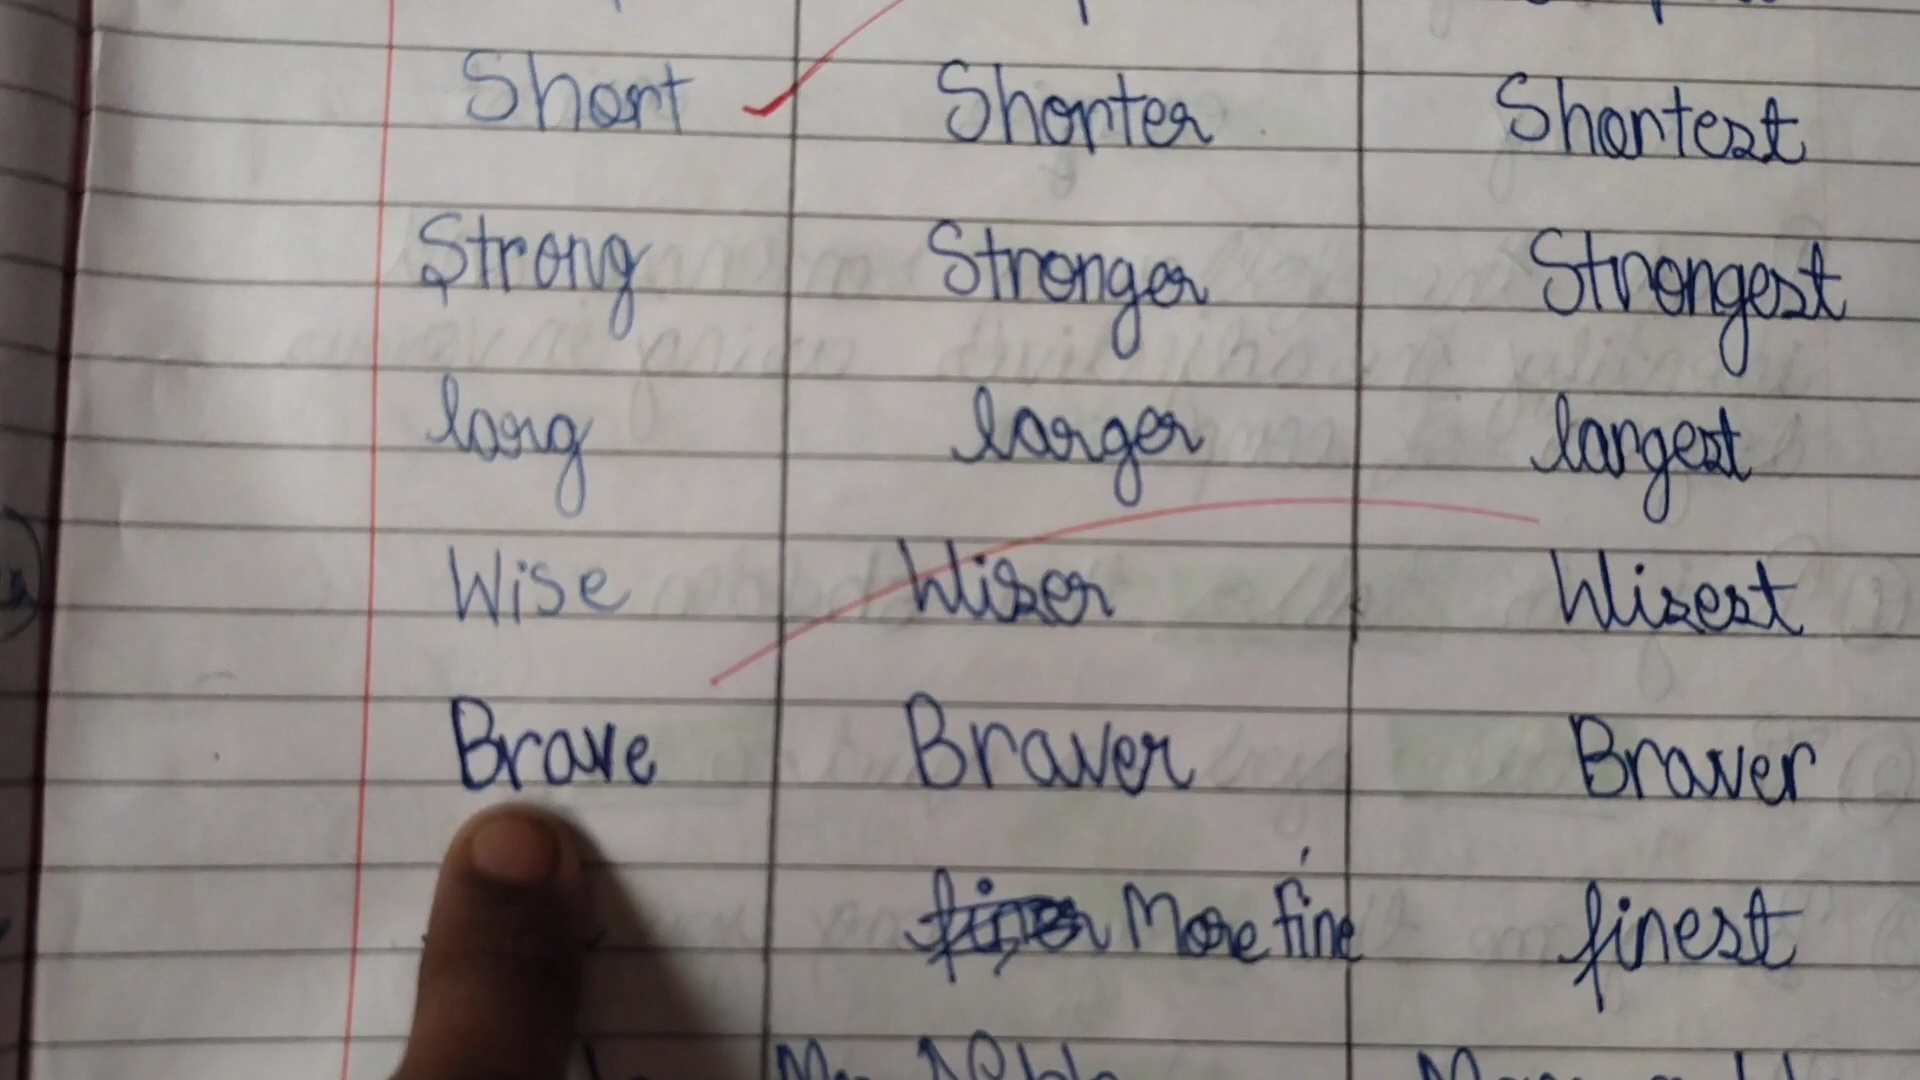 Short Shorter Shortest
Strong Stronger Strongest
long larger largest
Wise Wiser Wisest
Brave Braver Braver
More fine finest